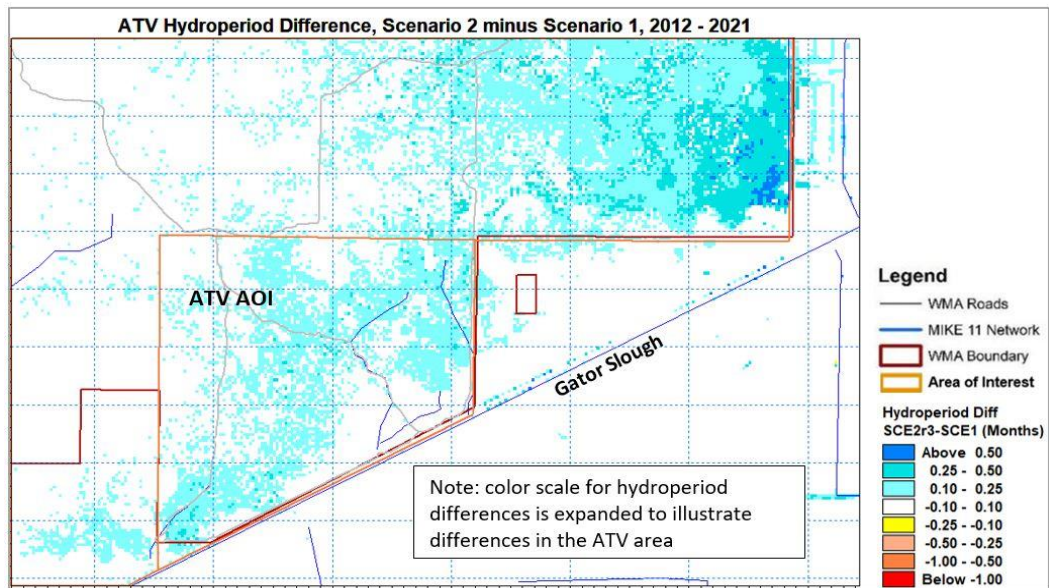 ATV Hydroperiod Difference, Scenario 2 minus Scenario 1, 2012 - 2021
ATV AOI
Gator Slough
Note: color scale for hydroperiod
differences is expanded to illustrate
differences in the ATV area
Legend
WMA Roads
MIKE 11 Network
WMA Boundary
Area of Interest
Hydroperiod Diff
SCE2r3-SCE1 (Months)
Above 0.50
0.25 - 0.50
0.10 - 0.25
-0.10 - 0.10
-0.25 - -0.10
-0.50 - -0.25
-1.00 - -0.50
Below -1.00